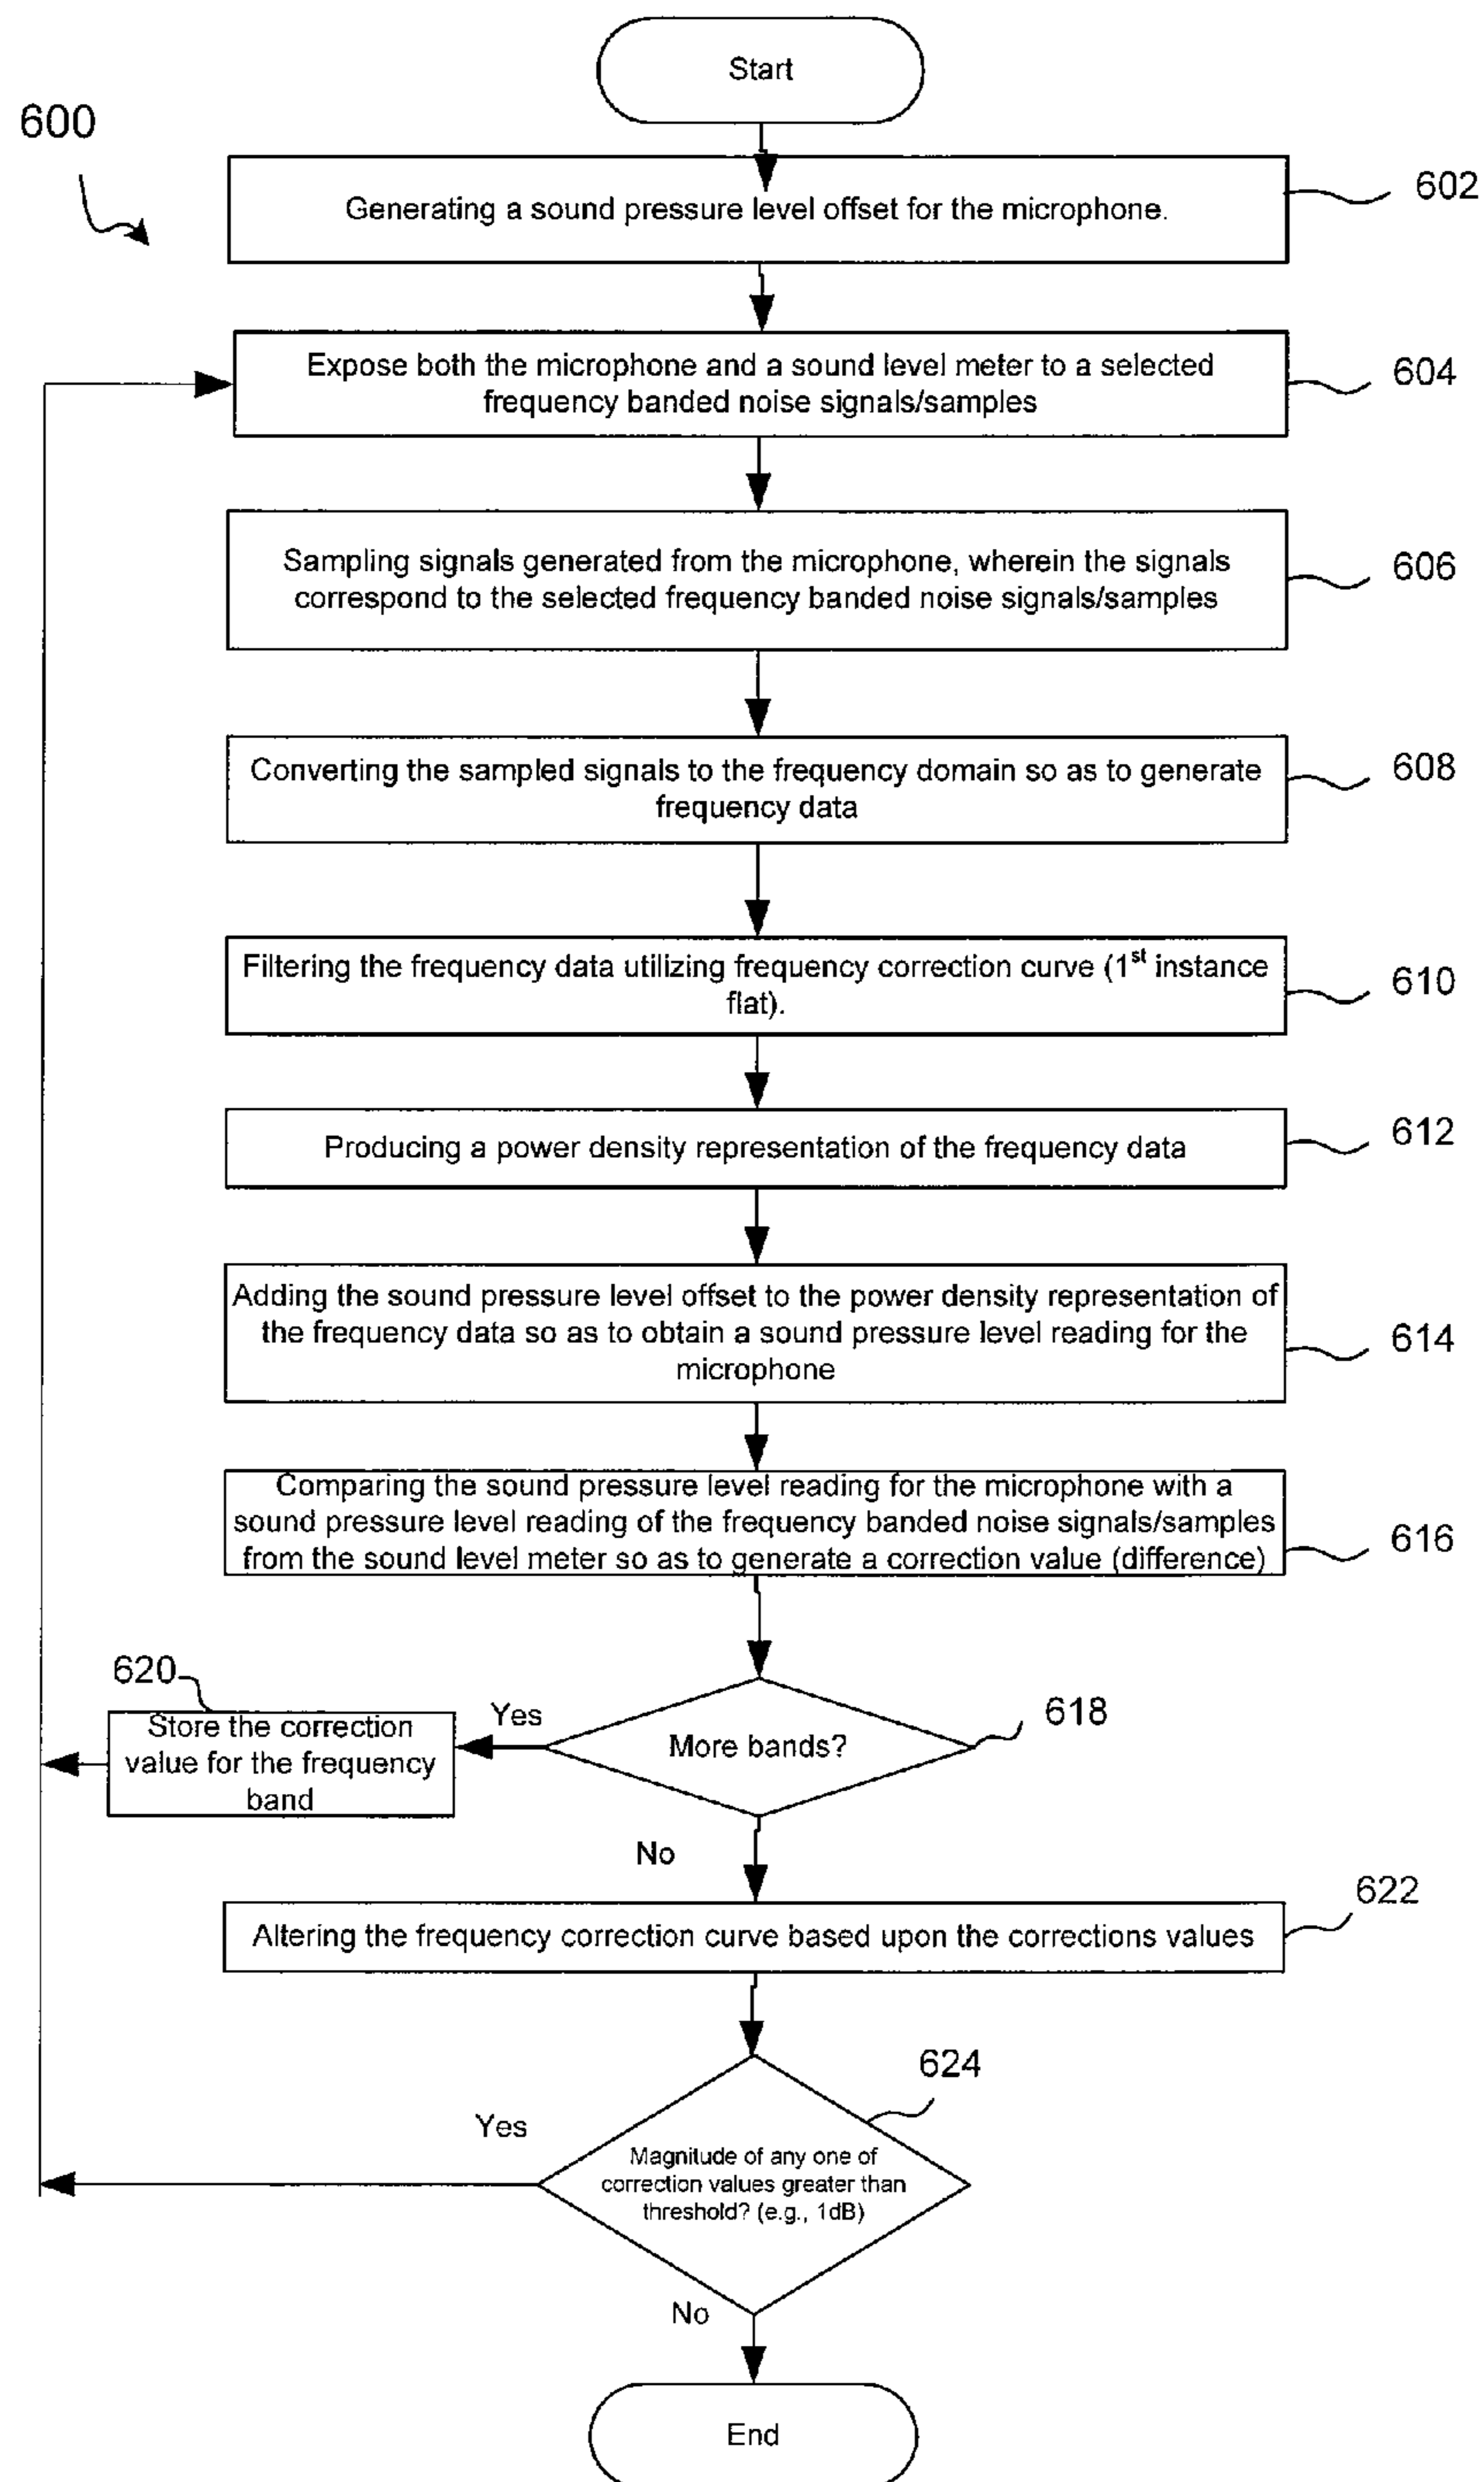 Start
600
Generating a sound pressure level offset for the microphone.
602
Expose both the microphone and a sound level meter to a selected
frequency banded noise signals/samples
604
Sampling signals generated from the microphone, wherein the signals
correspond to the selected frequency banded noise signals/samples
606
Converting the sampled signals to the frequency domain so as to generate
frequency data
608
Filtering the frequency data utilizing frequency correction curve (1st instance
flat).
610
Producing a power density representation of the frequency data
612
Adding the sound pressure level offset to the power density representation of
the frequency data so as to obtain a sound pressure level reading for the
microphone
614
Comparing the sound pressure level reading for the microphone with a
sound pressure level reading of the frequency banded noise signals/samples
from the sound level meter so as to generate a correction value (difference)
616
620
Store the correction
value for the frequency
band
Yes
More bands?
618
No
Altering the frequency correction curve based upon the corrections values
622
624
Yes
Magnitude of any one of
correction values greater than
threshold? (e.g., 1dB)
No
End